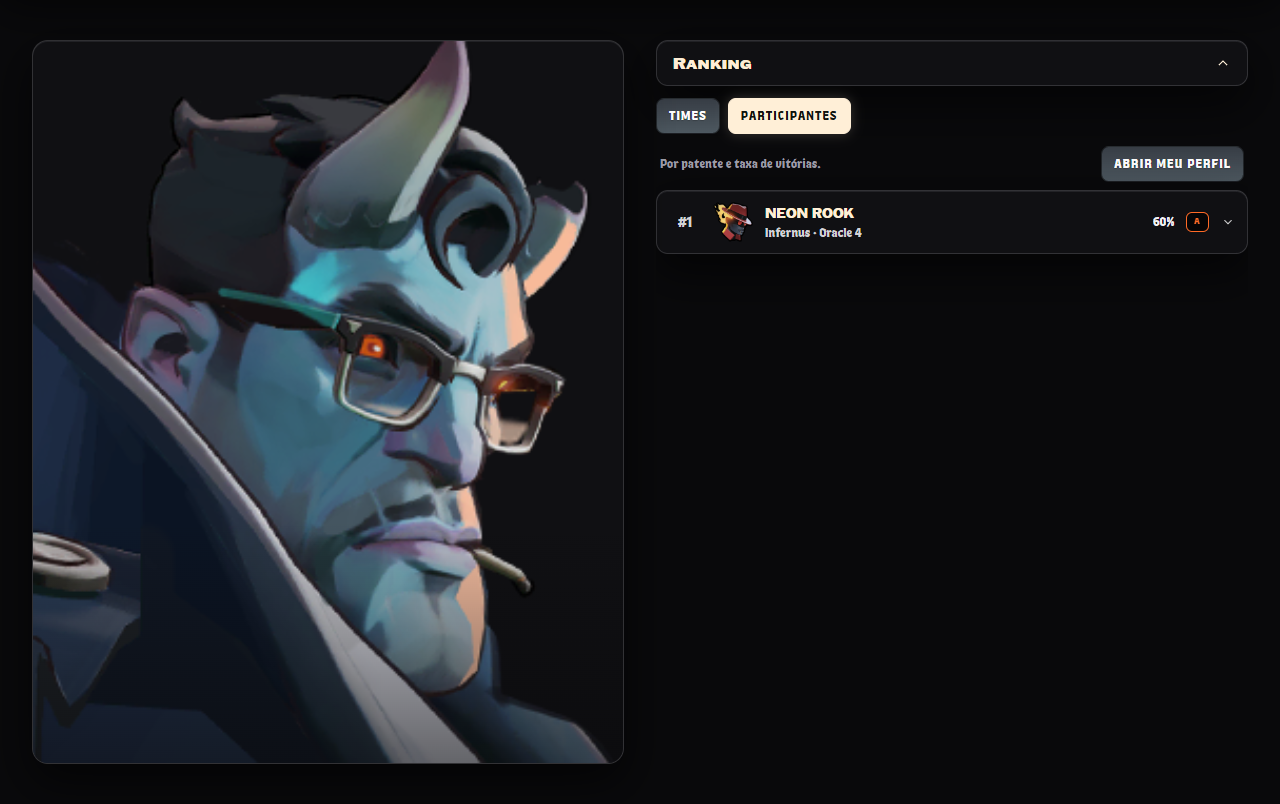 Ranking
TIMES
PARTICIPANTES
Por patente e taxa de vitórias.
ABRIR MEU PERFIL
#1
NEON ROOK
Infernus · Oracle 4
60%
A